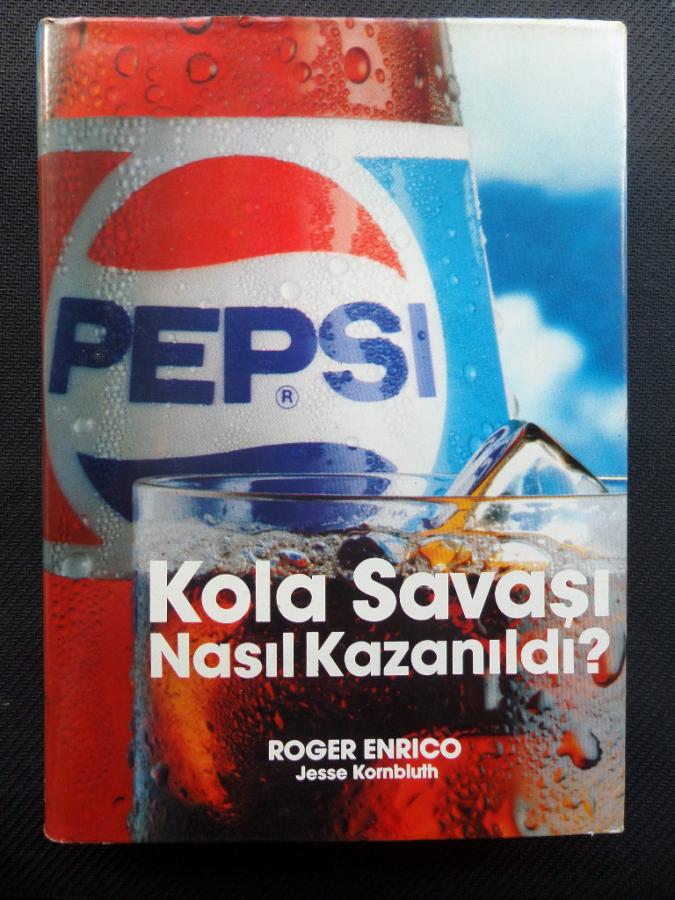 PEPSI
®
Kola Savaşı
Nasıl Kazanıldı?
ROGER ENRICO
Jesse Kornbluth